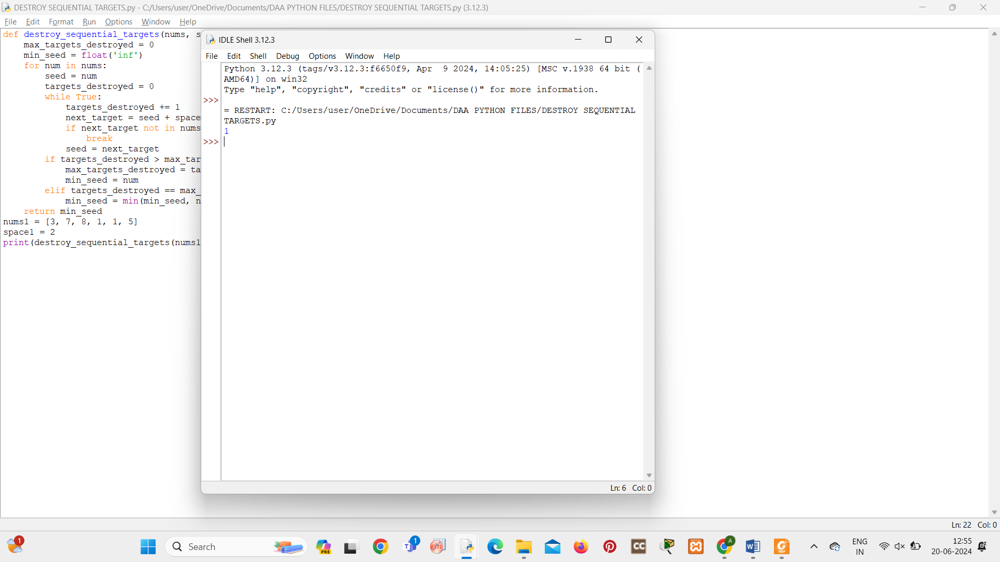 DESTROY SEQUENTIAL TARGETS.py - C:/Users/user/OneDrive/Documents/DAA PYTHON FILES/DESTROY SEQUENTIAL TARGETS.py (3.12.3)
File Edit Format Run Options Window Help
def destroy_sequential_targets(nums, s
    max_targets_destroyed = 0
    min_seed = float('inf')
    for num in nums:
        seed = num
        targets_destroyed = 0
        while True:
            targets_destroyed += 1
            next_target = seed + space
            if next_target not in nums
                break
            seed = next_target
        if targets_destroyed > max_tar
            max_targets_destroyed = ta
            min_seed = num
        elif targets_destroyed == max_
            min_seed = min(min_seed, n
    return min_seed
nums1 = [3, 7, 8, 1, 1, 5]
space1 = 2
print(destroy_sequential_targets(nums1
IDLE Shell 3.12.3
File Edit Shell Debug Options Window Help
Python 3.12.3 (tags/v3.12.3:f6650f9, Apr  9 2024, 14:05:25) [MSC v.1938 64 bit (
AMD64)] on win32
Type "help", "copyright", "credits" or "license()" for more information.
>>>
= RESTART: C:/Users/user/OneDrive/Documents/DAA PYTHON FILES/DESTROY SEQUENTIAL
TARGETS.py
1
>>>
Ln: 6 Col: 0
Ln: 22 Col: 0
1
Search
PRE
1
T
CC
A
W
PDF
ENG
IN
12:55
20-06-2024